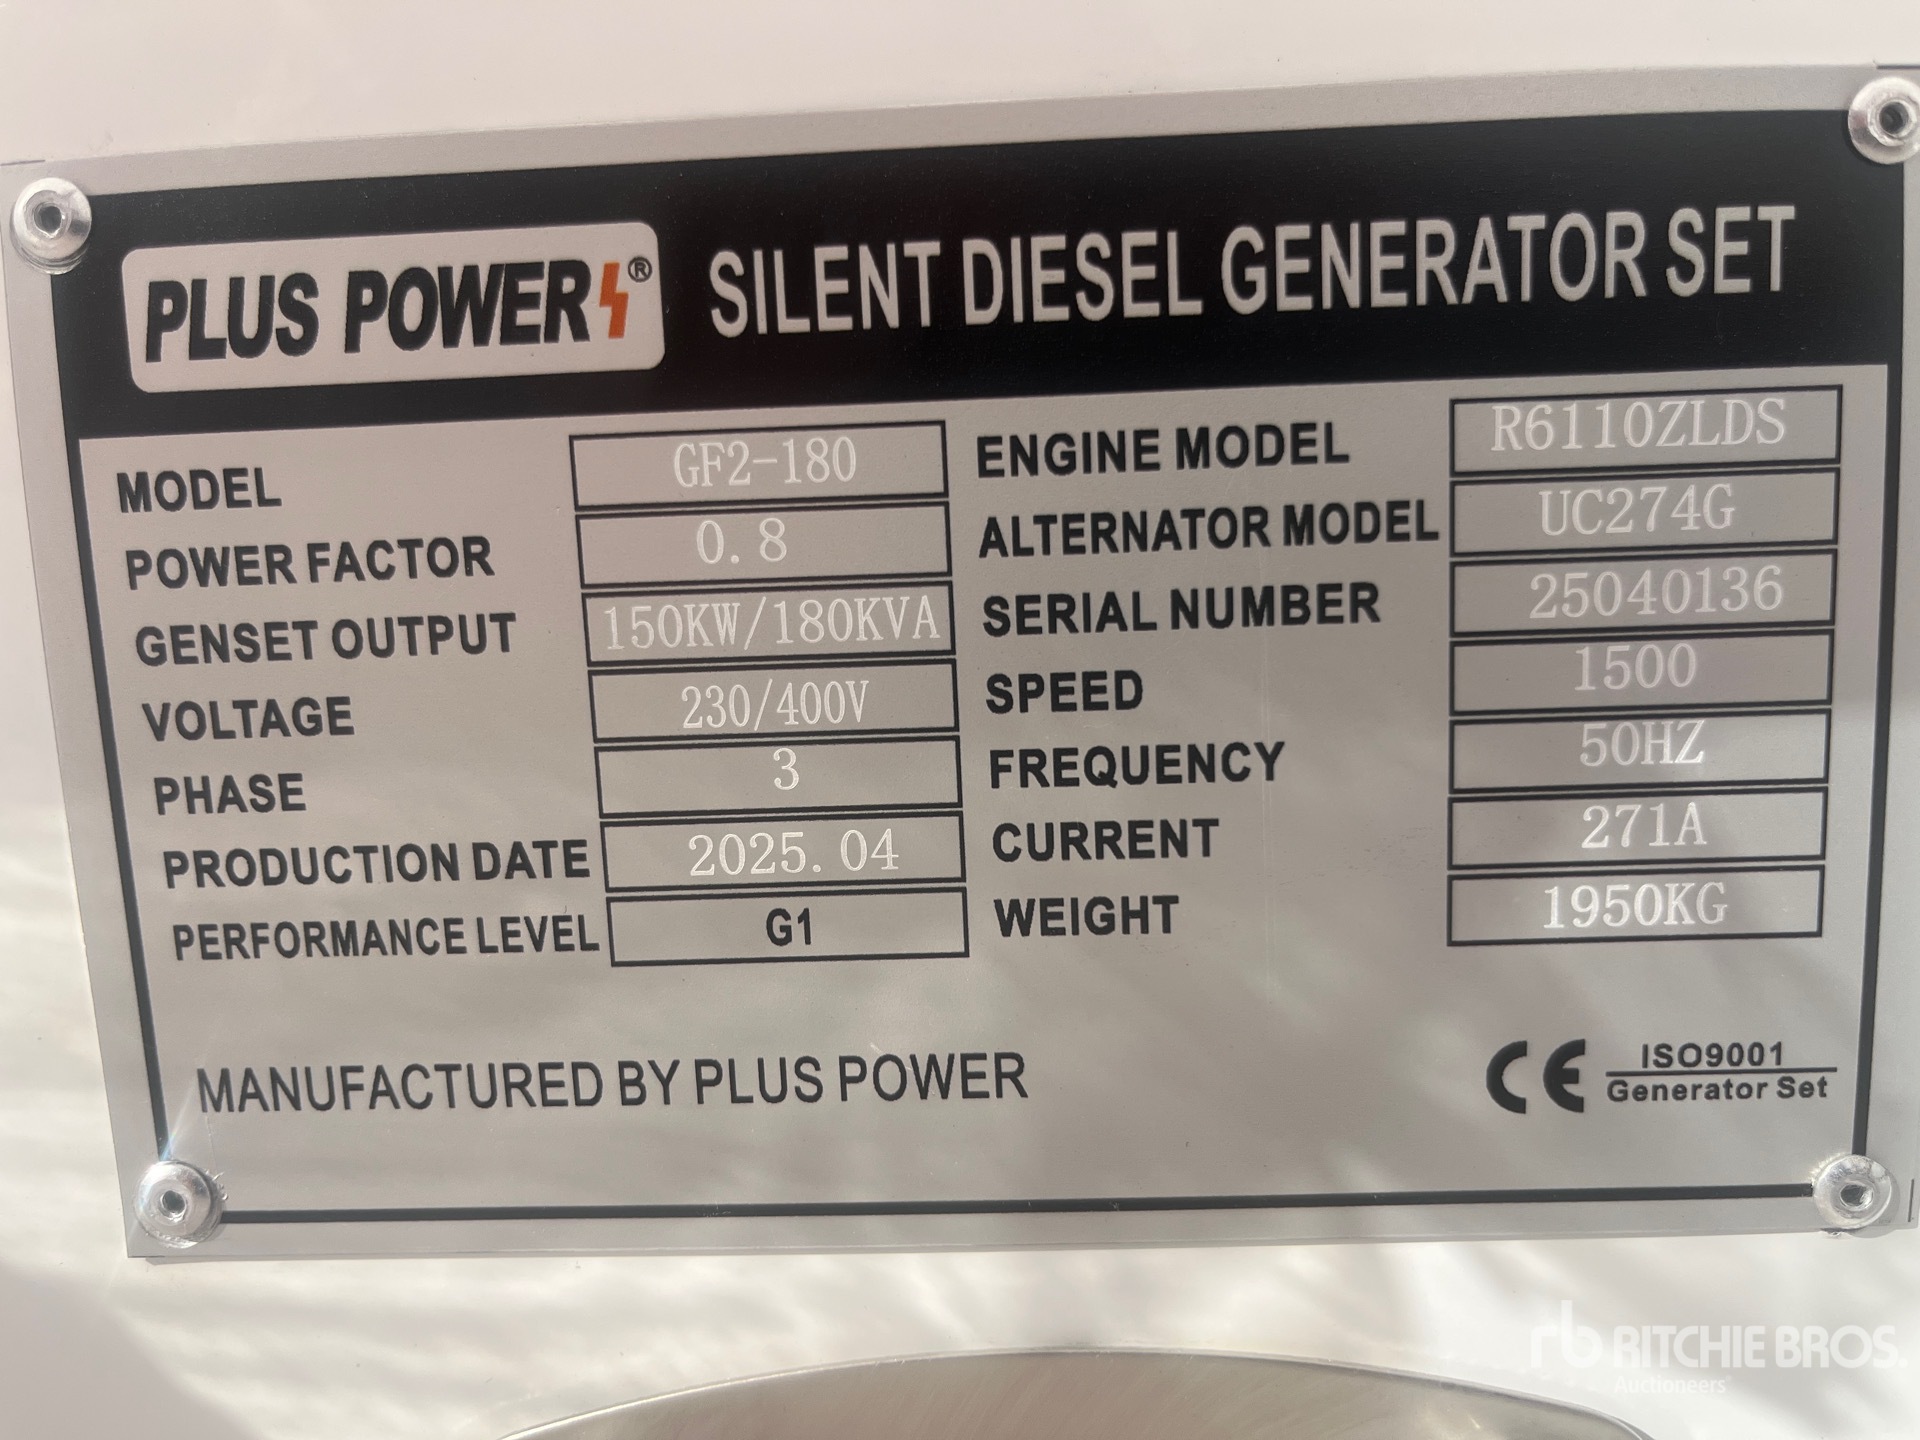 PLUS POWER® SILENT DIESEL GENERATOR SET
MODEL GF2-180 ENGINE MODEL R6110ZLDS
POWER FACTOR 0.8 ALTERNATOR MODEL UC274G
GENSET OUTPUT 150KW/180KVA SERIAL NUMBER 25040136
VOLTAGE 230/400V SPEED 1500
PHASE 3 FREQUENCY 50HZ
PRODUCTION DATE 2025.04 CURRENT 271A
PERFORMANCE LEVEL G1 WEIGHT 1950KG
MANUFACTURED BY PLUS POWER CE ISO9001
Generator Set
rb RITCHIE BROS.
Auctioneers